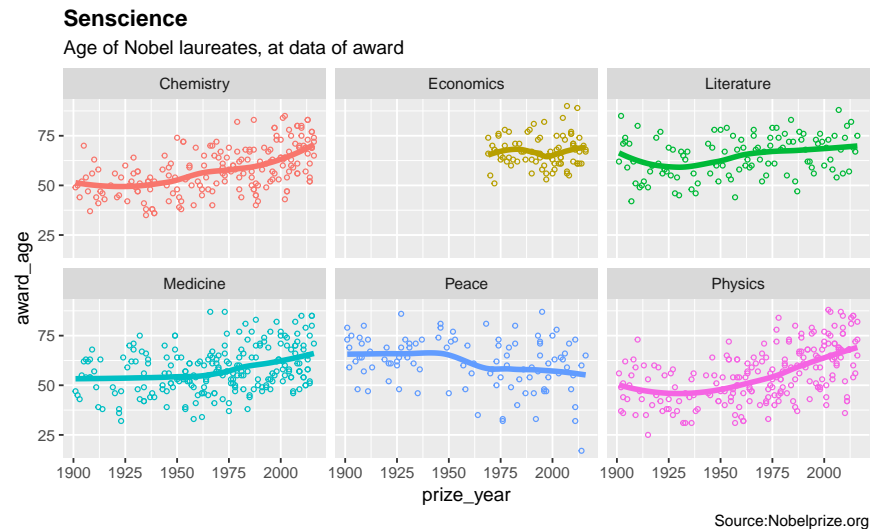 Senscience
Age of Nobel laureates, at data of award
Chemistry Economics Literature
75
50
25
Medicine Peace Physics
75
50
25
award_age
1900 1925 1950 1975 2000 1900 1925 1950 1975 2000 1900 1925 1950 1975 2000
prize_year
Source:Nobelprize.org